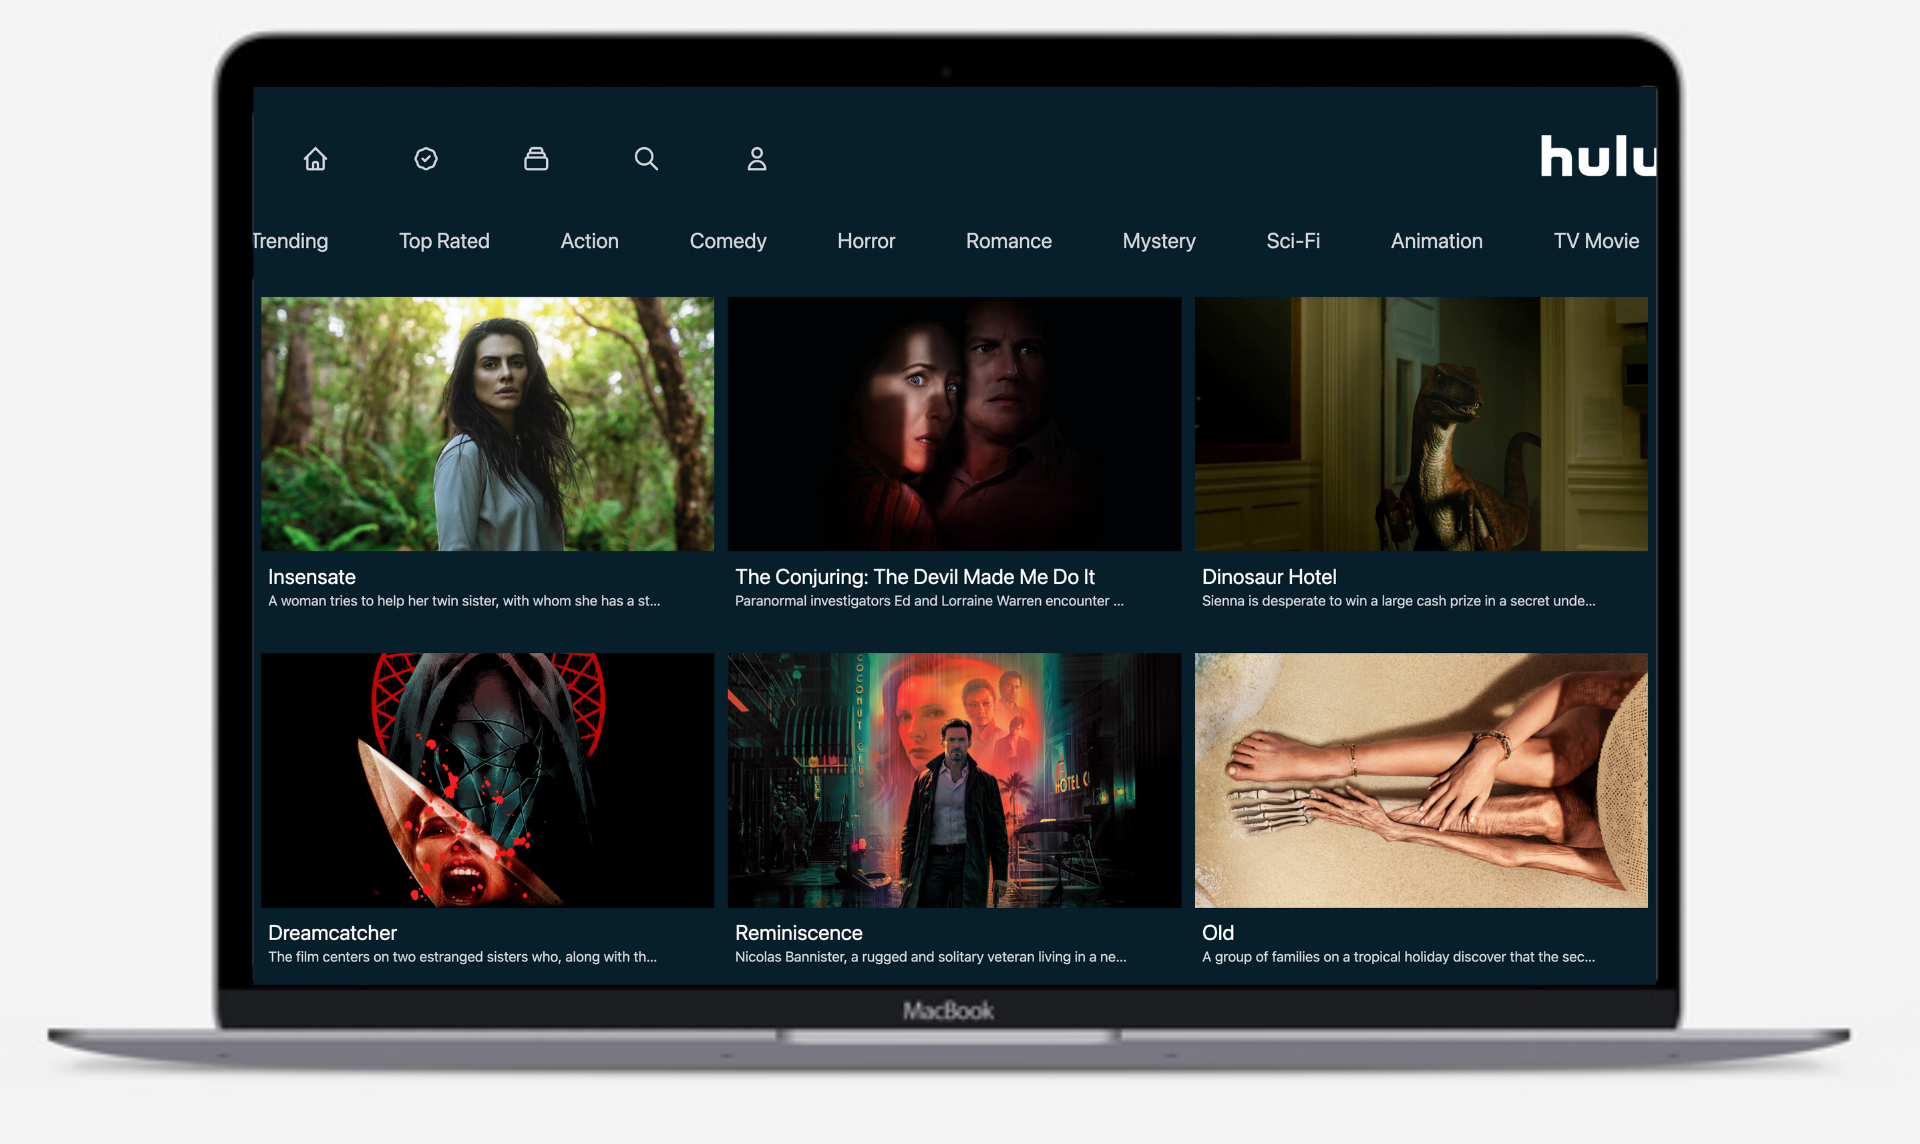 hulu
Trending Top Rated Action Comedy Horror Romance Mystery Sci-Fi Animation TV Movie
COCONUT CLUB
HOTEL
Insensate
A woman tries to help her twin sister, with whom she has a st...
The Conjuring: The Devil Made Me Do It
Paranormal investigators Ed and Lorraine Warren encounter ...
Dinosaur Hotel
Sienna is desperate to win a large cash prize in a secret unde...
Dreamcatcher
The film centers on two estranged sisters who, along with th...
Reminiscence
Nicolas Bannister, a rugged and solitary veteran living in a ne...
Old
A group of families on a tropical holiday discover that the sec...
MacBook